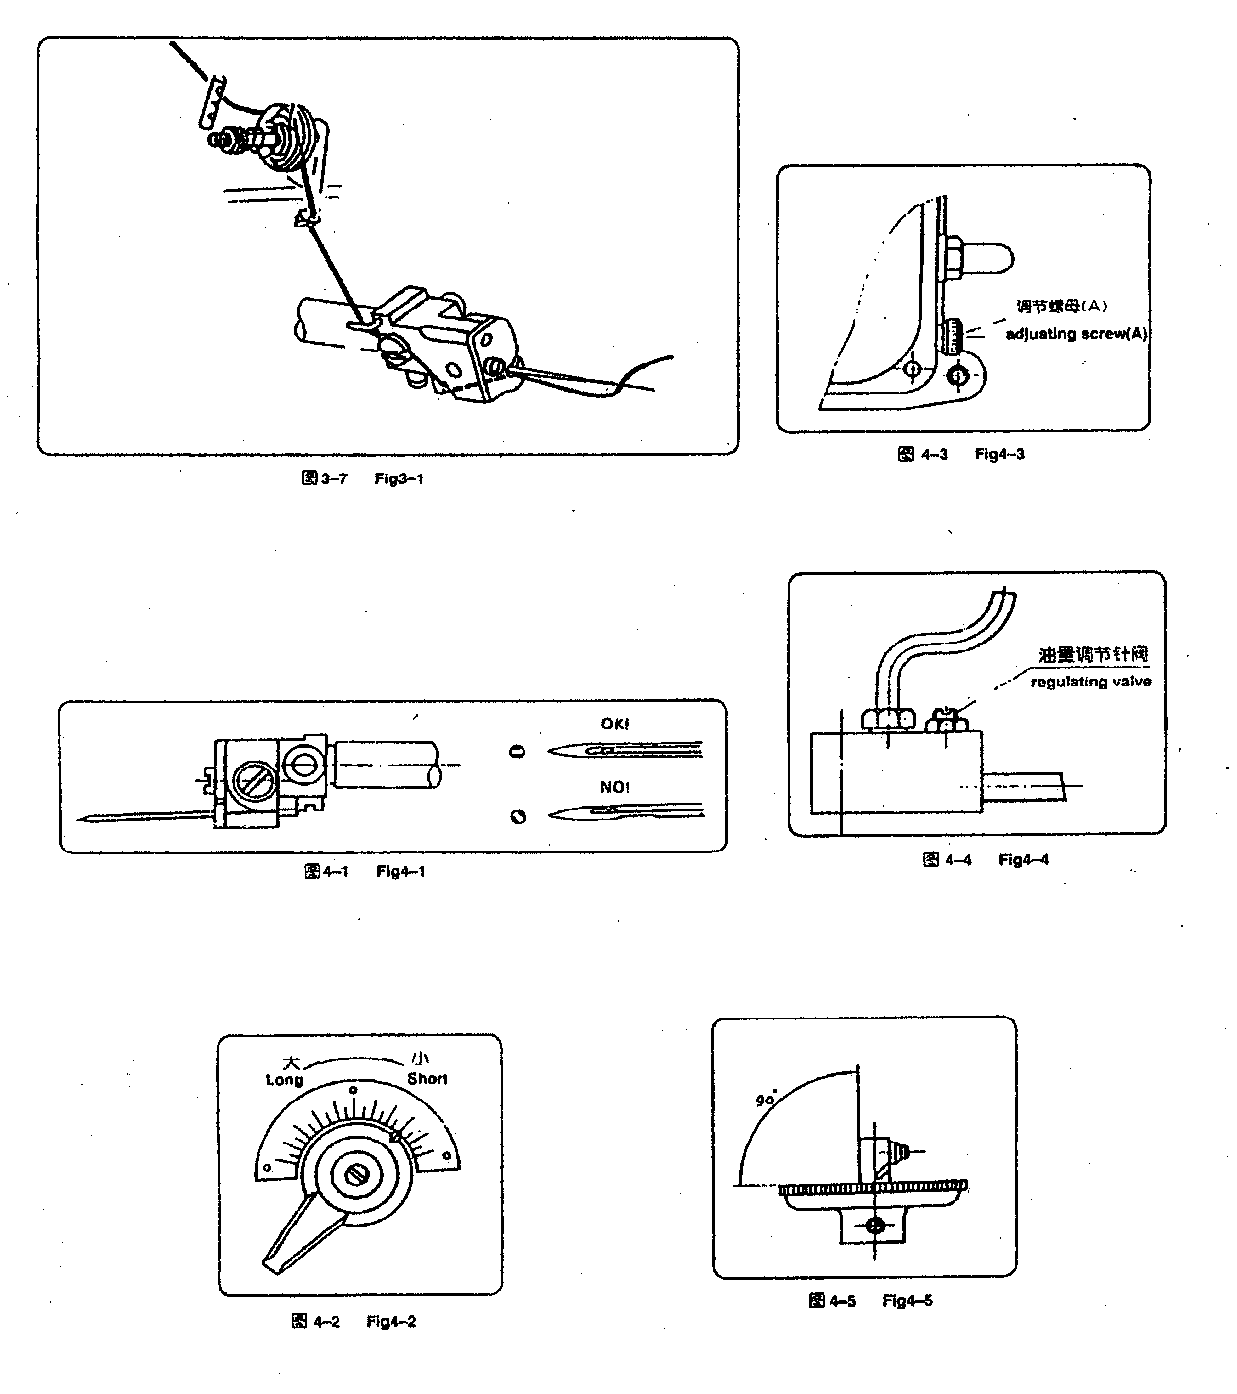 图3-7 Fig3-1
调节螺母(A)
adjuating screw(A)
图 4-3 Fig4-3
油量调节针阀
regulating valve
图 4-4 Fig4-4
OK!
NO!
图4-1 Fig4-1
大 小
Long Short
图 4-2 Fig4-2
90°
图 4-5 Fig4-5